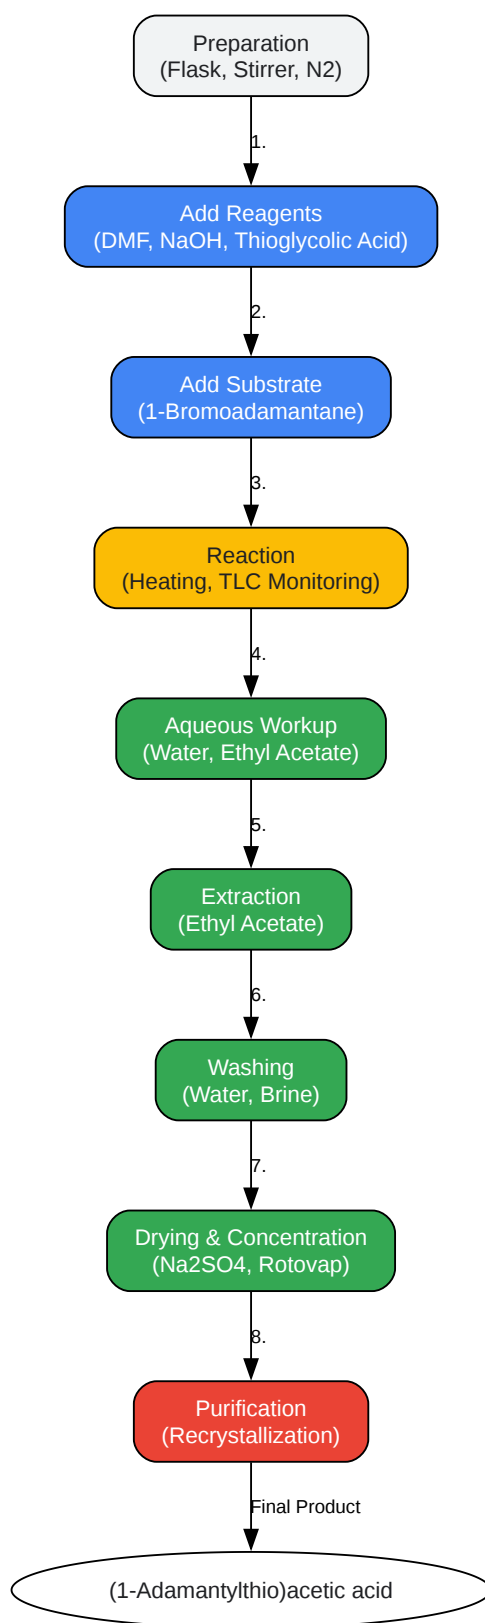 Preparation
(Flask, Stirrer, N2)
1.
Add Reagents
(DMF, NaOH, Thioglycolic Acid)
2.
Add Substrate
(1-Bromoadamantane)
3.
Reaction
(Heating, TLC Monitoring)
4.
Aqueous Workup
(Water, Ethyl Acetate)
5.
Extraction
(Ethyl Acetate)
6.
Washing
(Water, Brine)
7.
Drying & Concentration
(Na2SO4, Rotovap)
8.
Purification
(Recrystallization)
Final Product
(1-Adamantylthio)acetic acid